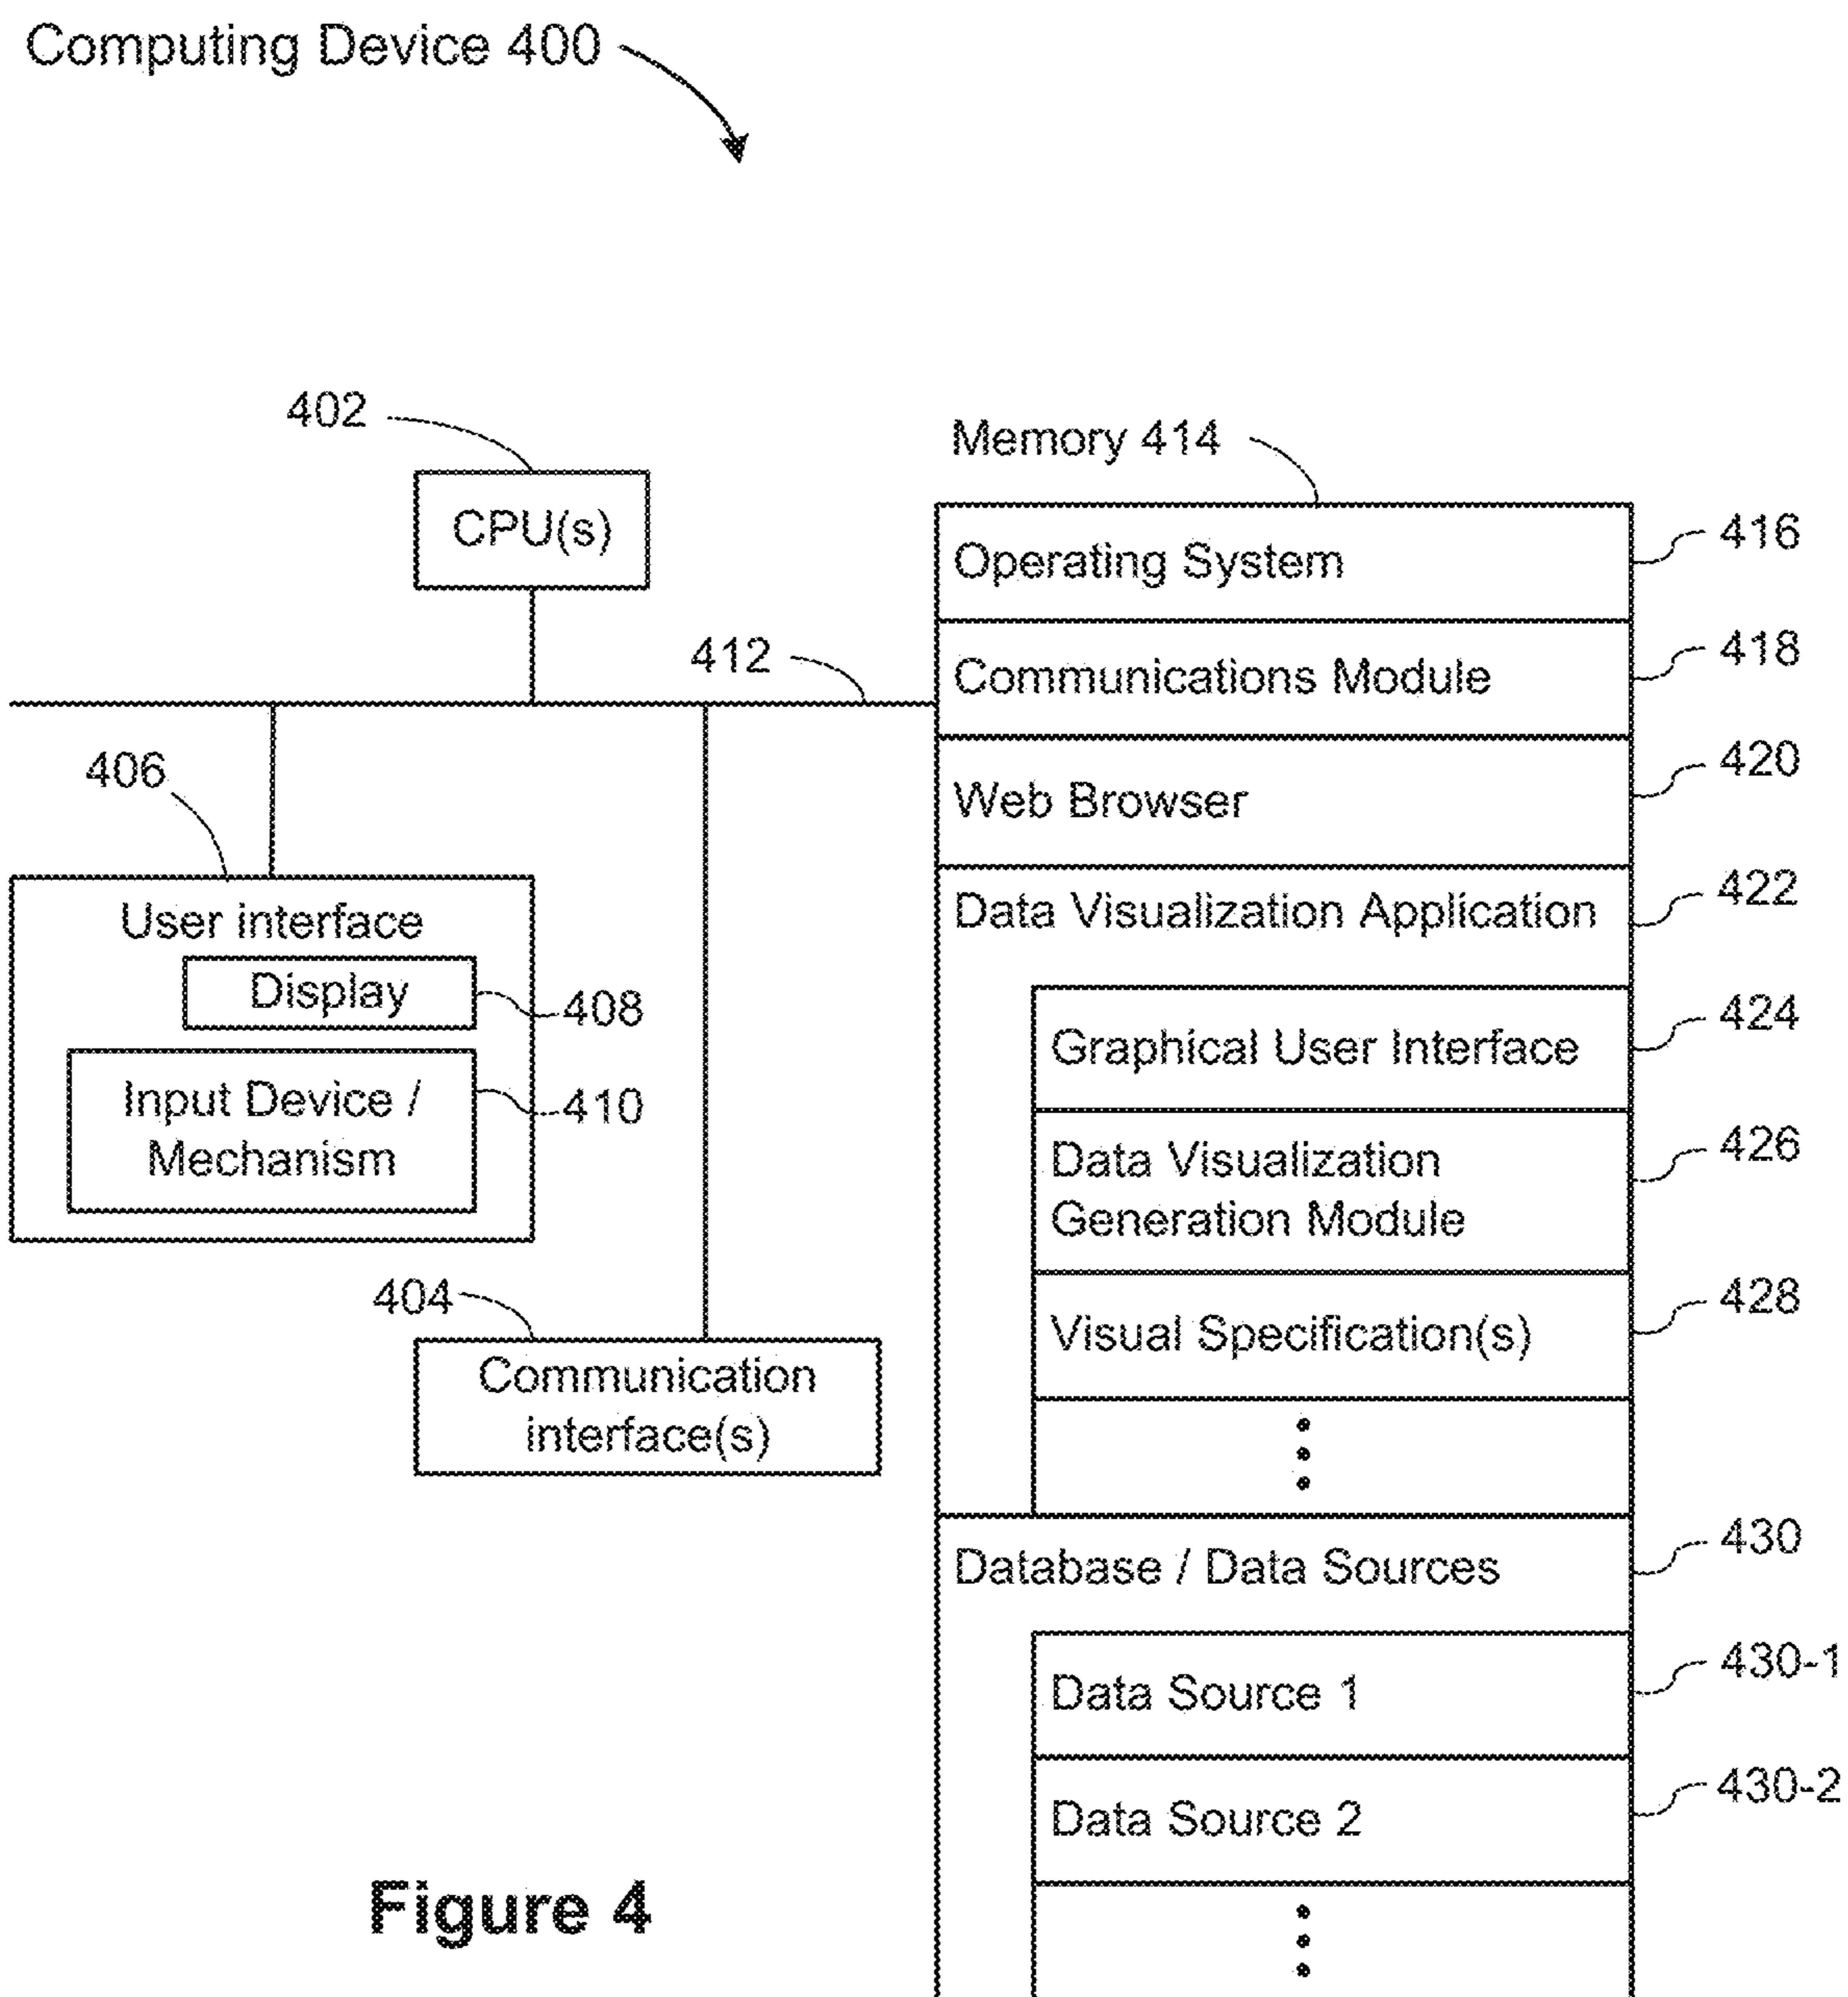 Computing Device 400
402
CPU(s)
412
406
User interface
Display
408
Input Device /
Mechanism
410
404
Communication
interface(s)
Memory 414
Operating System
416
Communications Module
418
Web Browser
420
Data Visualization Application
422
Graphical User Interface
424
Data Visualization
Generation Module
426
Visual Specification(s)
428
Database / Data Sources
430
Data Source 1
430-1
Data Source 2
430-2
Figure 4